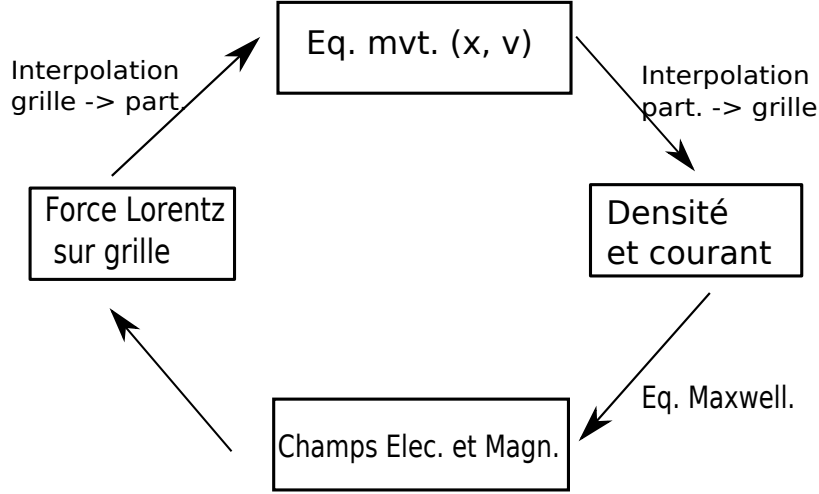 Eq. mvt. (x, v)
Interpolation
grille -> part.
Interpolation
part. -> grille
Force Lorentz
sur grille
Densité
et courant
Eq. Maxwell.
Champs Elec. et Magn.